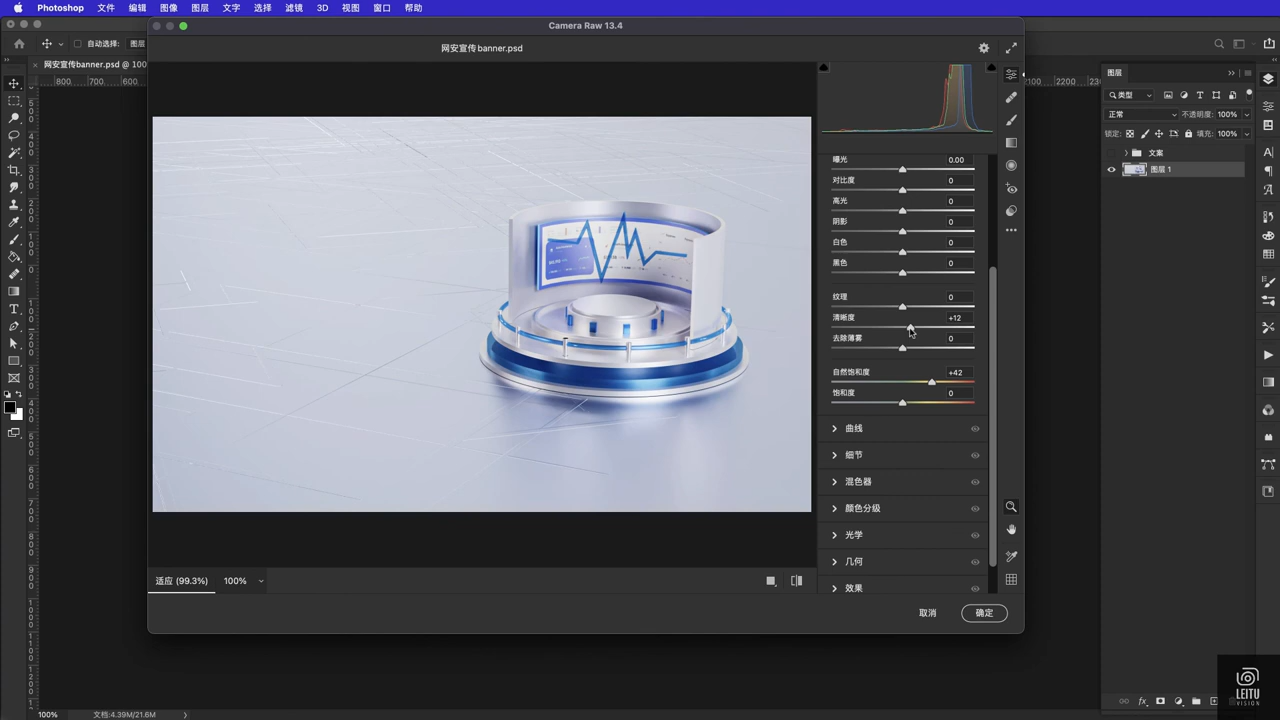 Photoshop 文件 编辑 图像 图层 文字 选择 滤镜 3D 视图 窗口 帮助
Camera Raw 13.4
自动选择: 图层
网安宣传banner.psd
网安宣传banner.psd @ 100
图层
800 700 600
2100 2200 230
类型
正常 不透明度: 100%
锁定: 填充: 100%
文案
图层 1
曝光 0.00
对比度 0
高光 0
阴影 0
白色 0
黑色 0
纹理 0
清晰度 +12
去除薄雾 0
自然饱和度 +42
饱和度 0
曲线
细节
混色器
颜色分级
光学
几何
效果
适应 (99.3%) 100%
取消 确定
LEITU
VISION
100% 文档:4.39M/21.6M